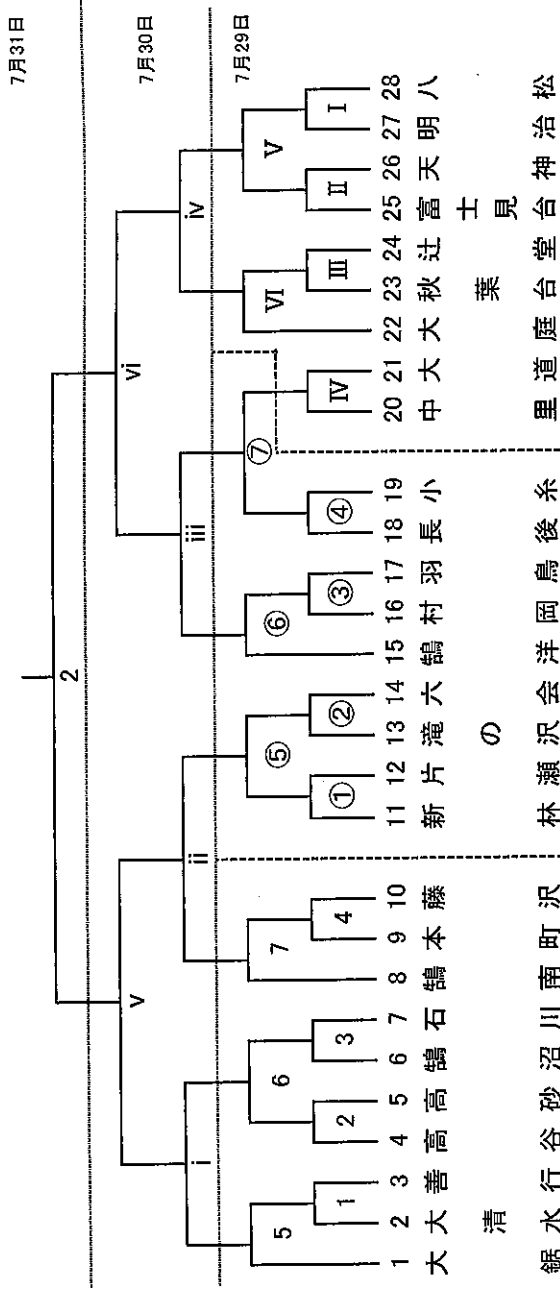 7月31日
2
7月30日
v
vi
i
ii
iii
iv
7月29日
5
6
7
⑤
⑥
⑦
VI
V
1
2
3
4
①
②
③
④
IV
III
II
I
1 大鋸
2 大清水
3 善行
4 高谷
5 高砂
6 鵠沼
7 石川
8 鵠南
9 本町
10 藤沢
11 新林
12 片瀬
13 滝の沢
14 六会
15 鵠洋
16 村岡
17 羽鳥
18 長後
19 小糸
20 中里
21 大道
22 大庭
23 秋葉台
24 辻堂
25 富士見台
26 天神
27 明治
28 八松